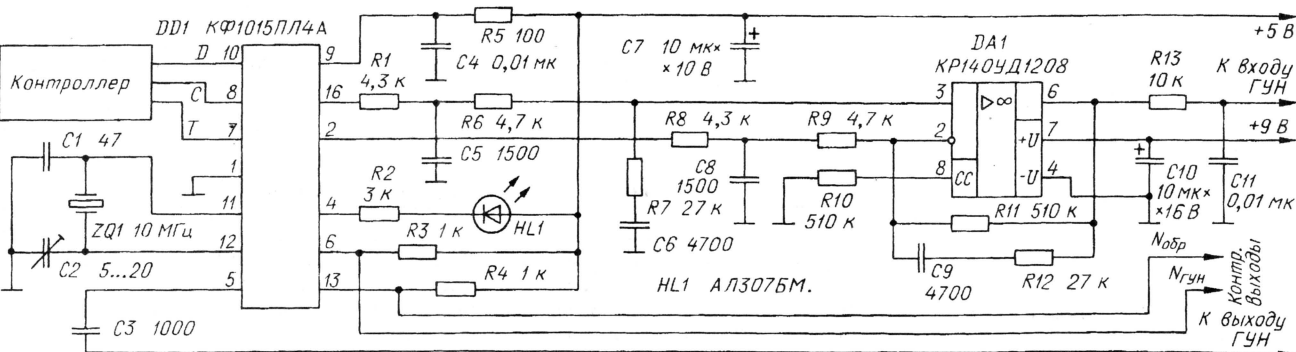 DD1 КФ1015ПЛ4А
Контроллер
D 10
C 8
T 7
1
11
12
5
9
16
2
4
6
13
C1 47
ZQ1 10 МГц
C2 5...20
C3 1000
R1
4,3 к
R2
3 к
R3 1 к
R4 1 к
HL1
R5 100
C4 0,01 мк
R6 4,7 к
C5 1500
C7 10 мк×
×10 В
R8 4,3 к
R9 4,7 к
C8
1500
R7 27 к
C6 4700
R10
510 к
HL1 АЛ307БМ.
DA1
КР140УД1208
3
2
8
▷∞
CC
+U
-U
6
7
4
R11 510 к
C9
4700
R12 27 к
R13
10 к
C10
10 мк×
×16 В
C11
0,01 мк
+5 В
К входу
ГУН
+9 В
Nобр
Nгун
Контр.
выходы
К выходу
ГУН